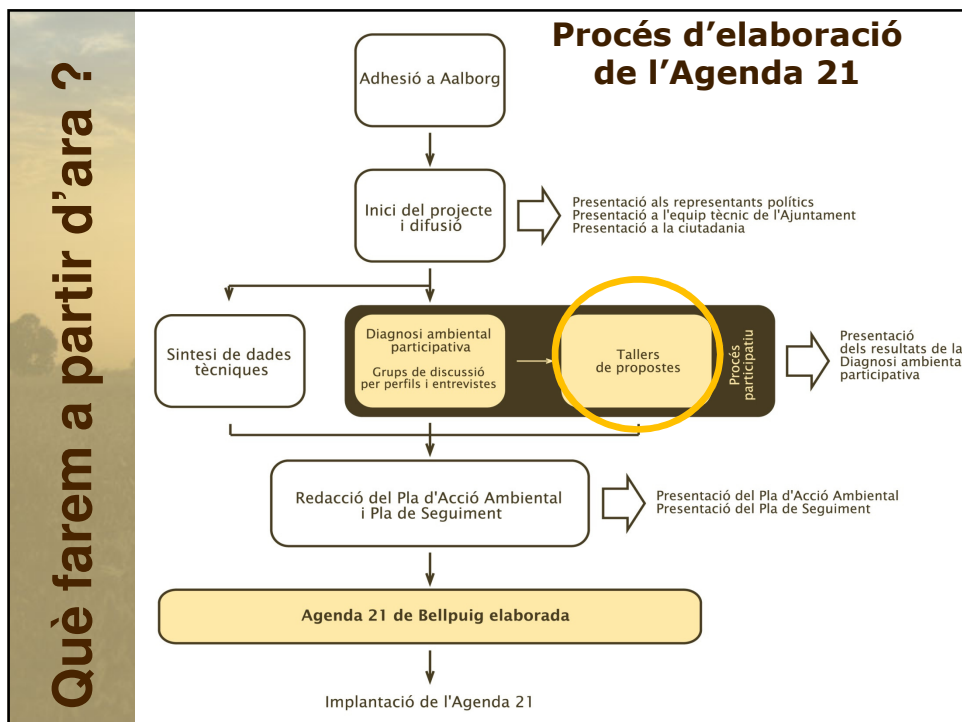 Què farem a partir d’ara ?
Procés d’elaboració
de l’Agenda 21
Adhesió a Aalborg
Inici del projecte
i difusió
Presentació als representants polítics
Presentació a l'equip tècnic de l'Ajuntament
Presentació a la ciutadania
Sintesi de dades
tècniques
Diagnosi ambiental
participativa
Grups de discussió
per perfils i entrevistes
Tallers
de propostes
Procés
participatiu
Presentació
dels resultats de la
Diagnosi ambiental
participativa
Redacció del Pla d'Acció Ambiental
i Pla de Seguiment
Presentació del Pla d'Acció Ambiental
Presentació del Pla de Seguiment
Agenda 21 de Bellpuig elaborada
Implantació de l'Agenda 21